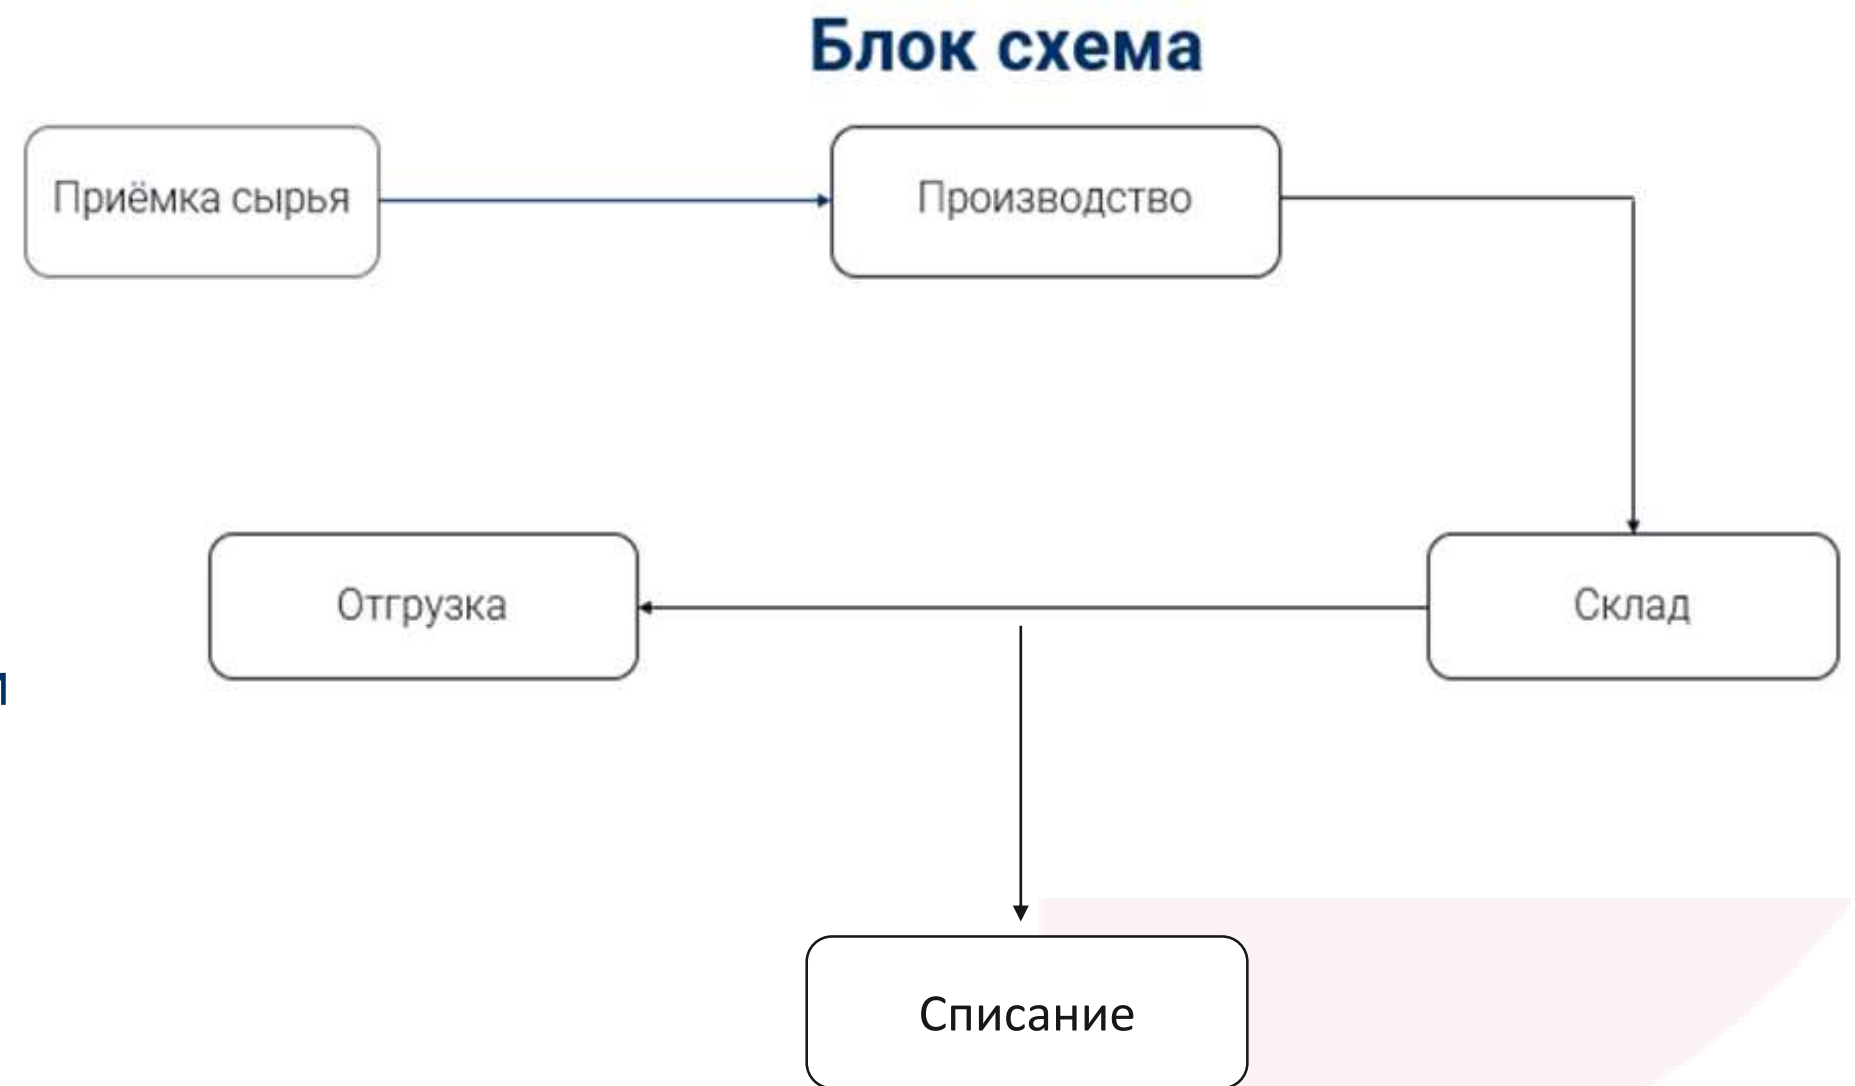 Блок схема
Приёмка сырья
Производство
Отгрузка
Склад
Списание